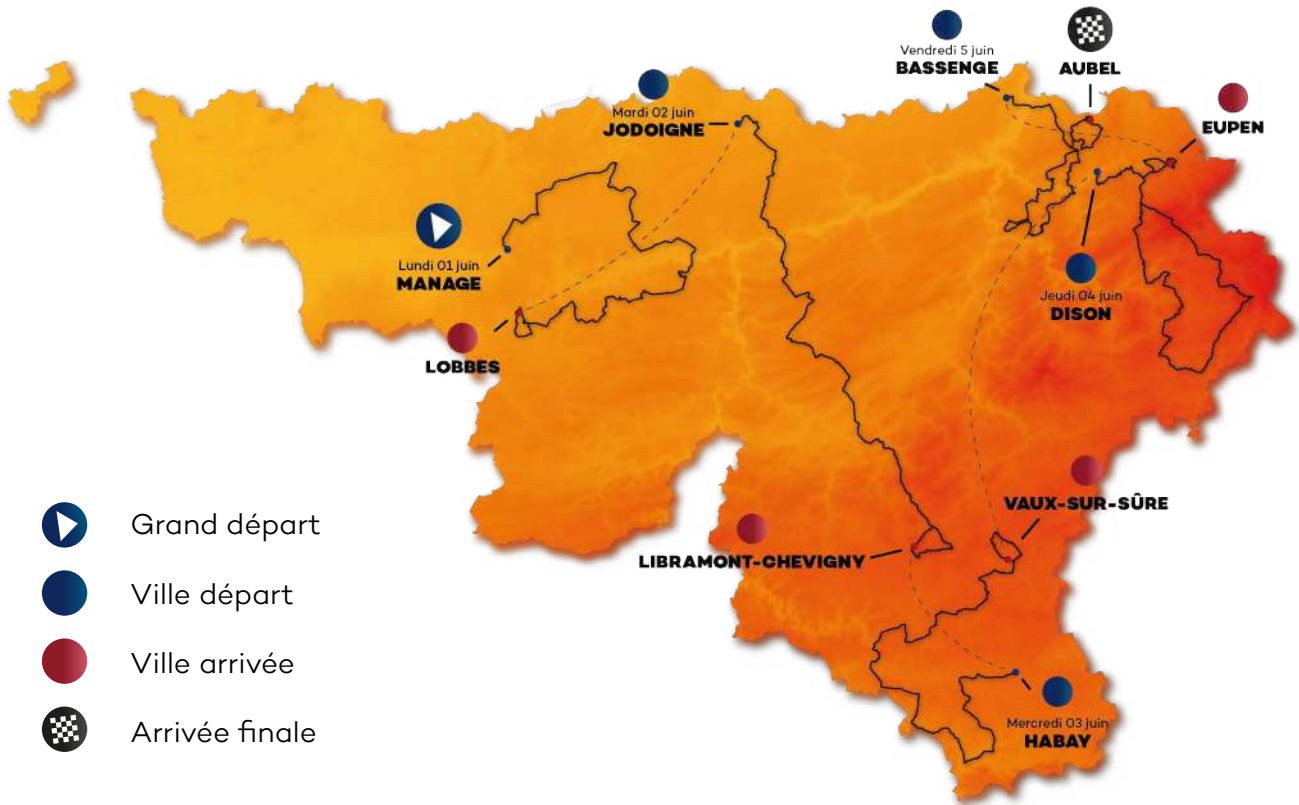 Vendredi 5 juin
BASSENGE
AUBEL
EUPEN
Mardi 02 juin
JODOIGNE
Lundi 01 juin
MANAGE
Jeudi 04 juin
DISON
LOBBES
VAUX-SUR-SÛRE
LIBRAMONT-CHEVIGNY
Mercredi 03 juin
HABAY
Grand départ
Ville départ
Ville arrivée
Arrivée finale